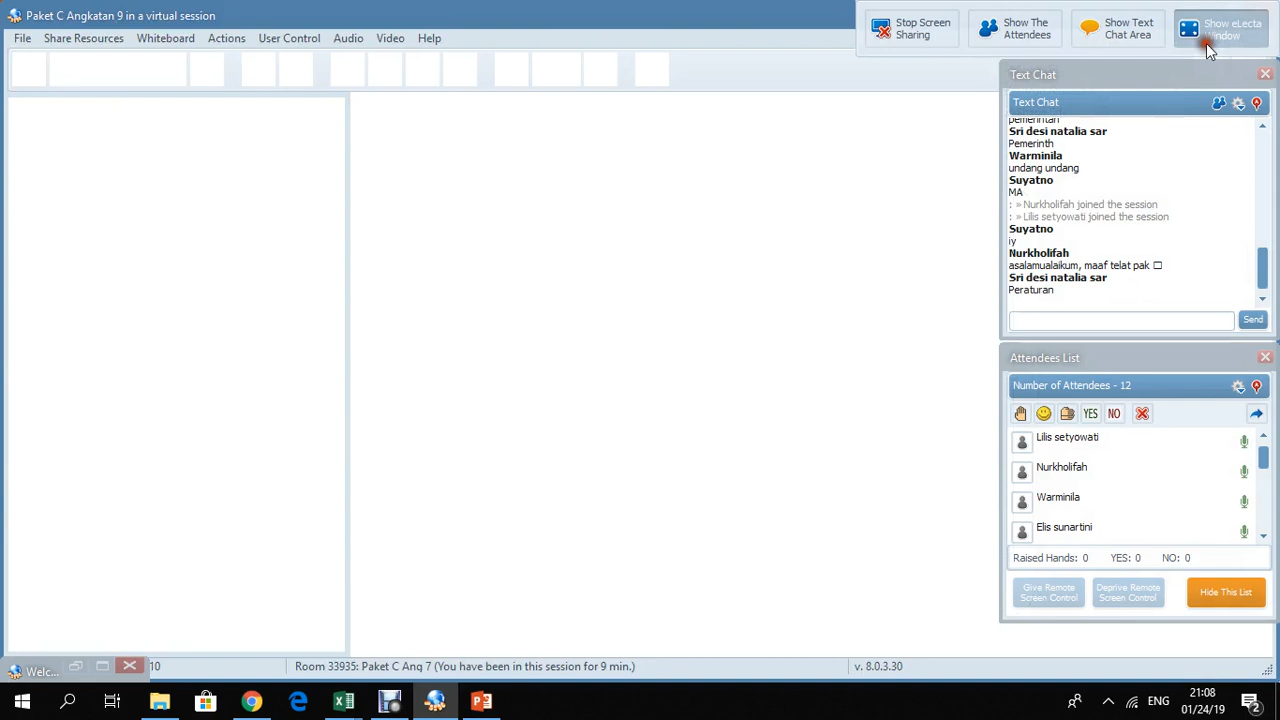 Paket C Angkatan 9 in a virtual session
File Share Resources Whiteboard Actions User Control Audio Video Help
Stop Screen Sharing
Show The Attendees
Show Text Chat Area
Show eLecta Window
Text Chat
Text Chat
pemerintah
Sri desi natalia sar
Pemerinth
Warminila
undang undang
Suyatno
MA
: » Nurkholifah joined the session
: » Lilis setyowati joined the session
Suyatno
iy
Nurkholifah
asalamualaikum, maaf telat pak
Sri desi natalia sar
Peraturan
Send
Attendees List
Number of Attendees - 12
YES NO
Lilis setyowati
Nurkholifah
Warminila
Elis sunartini
Raised Hands: 0 YES: 0 NO: 0
Give Remote Screen Control
Deprive Remote Screen Control
Hide This List
Welc...
10
Room 33935: Paket C Ang 7 (You have been in this session for 9 min.)
v. 8.0.3.30
ENG
21:08
01/24/19
2